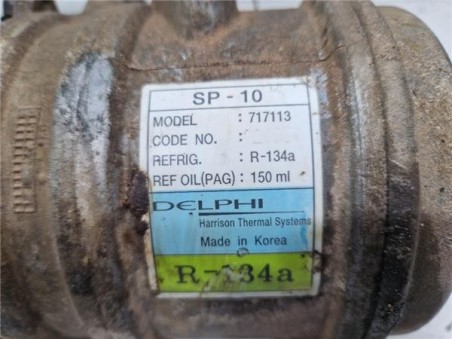 SP - 10
MODEL : 717113
CODE NO. :
REFRIG. : R-134a
REF OIL(PAG) : 150 ml
DELPHI
Harrison Thermal Systems
Made in Korea
R-134a